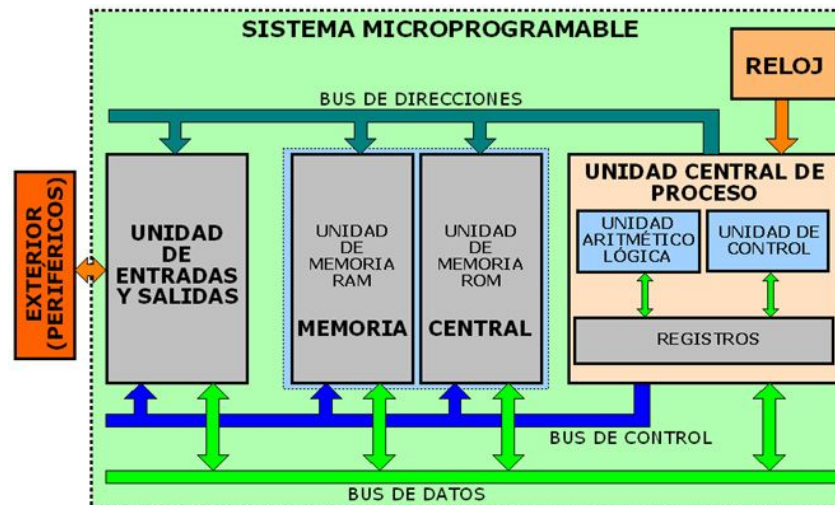 SISTEMA MICROPROGRAMABLE
RELOJ
BUS DE DIRECCIONES
EXTERIOR
(PERIFERICOS)
UNIDAD
DE
ENTRADAS
Y SALIDAS
UNIDAD
DE
MEMORIA
RAM
MEMORIA
UNIDAD
DE
MEMORIA
ROM
CENTRAL
UNIDAD CENTRAL DE
PROCESO
UNIDAD
ARITMÉTICO
LÓGICA
UNIDAD DE
CONTROL
REGISTROS
BUS DE CONTROL
BUS DE DATOS